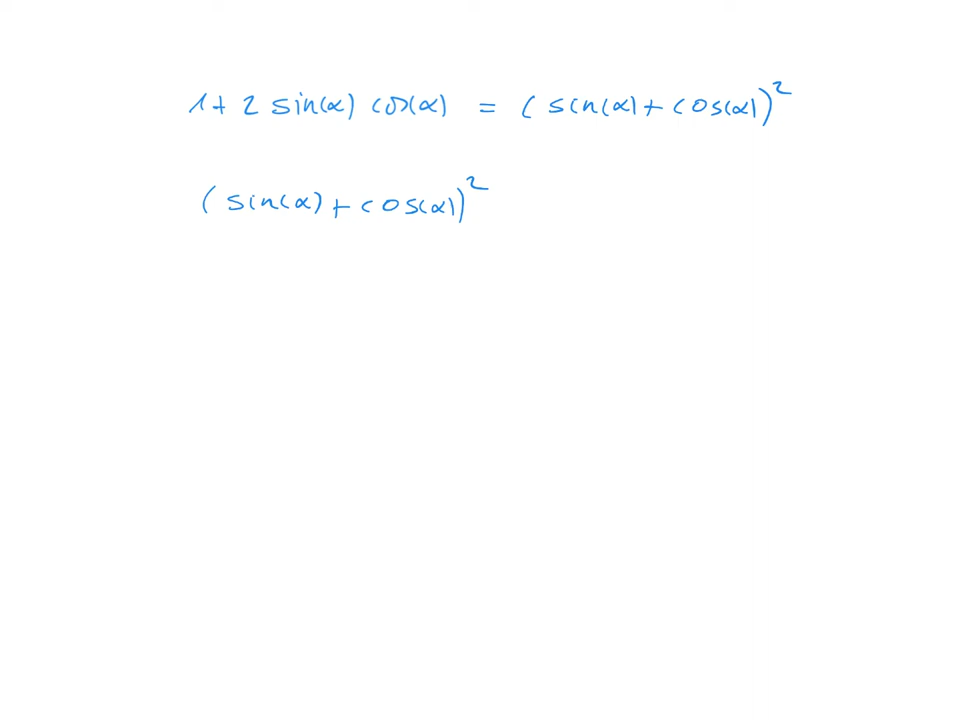 1 + 2 sin(α) cos(α) = (sin(α) + cos(α))²
(sin(α) + cos(α))²